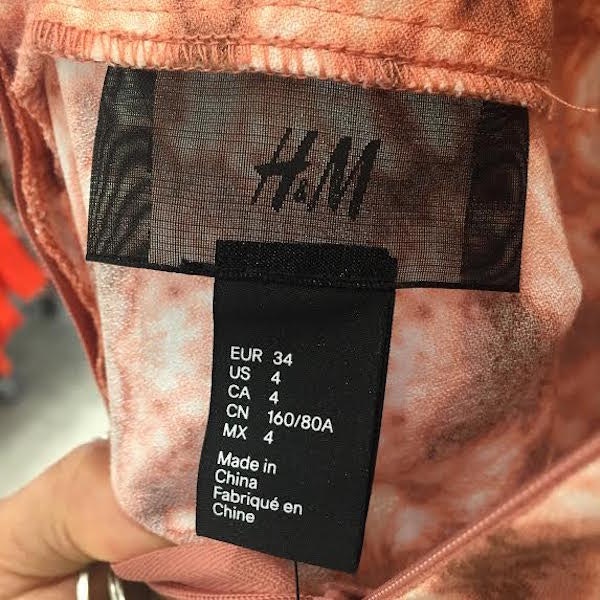 H&M
EUR 34
US 4
CA 4
CN 160/80A
MX 4
Made in
China
Fabriqué en
Chine